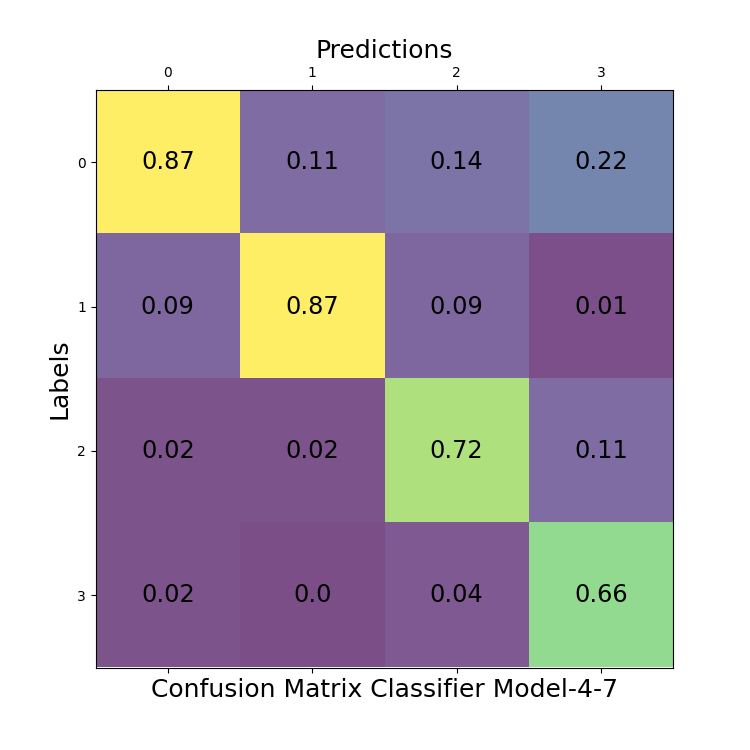 Predictions
0 1 2 3
0 0.87 0.11 0.14 0.22
1 0.09 0.87 0.09 0.01
2 0.02 0.02 0.72 0.11
3 0.02 0.0 0.04 0.66
Labels
Confusion Matrix Classifier Model-4-7